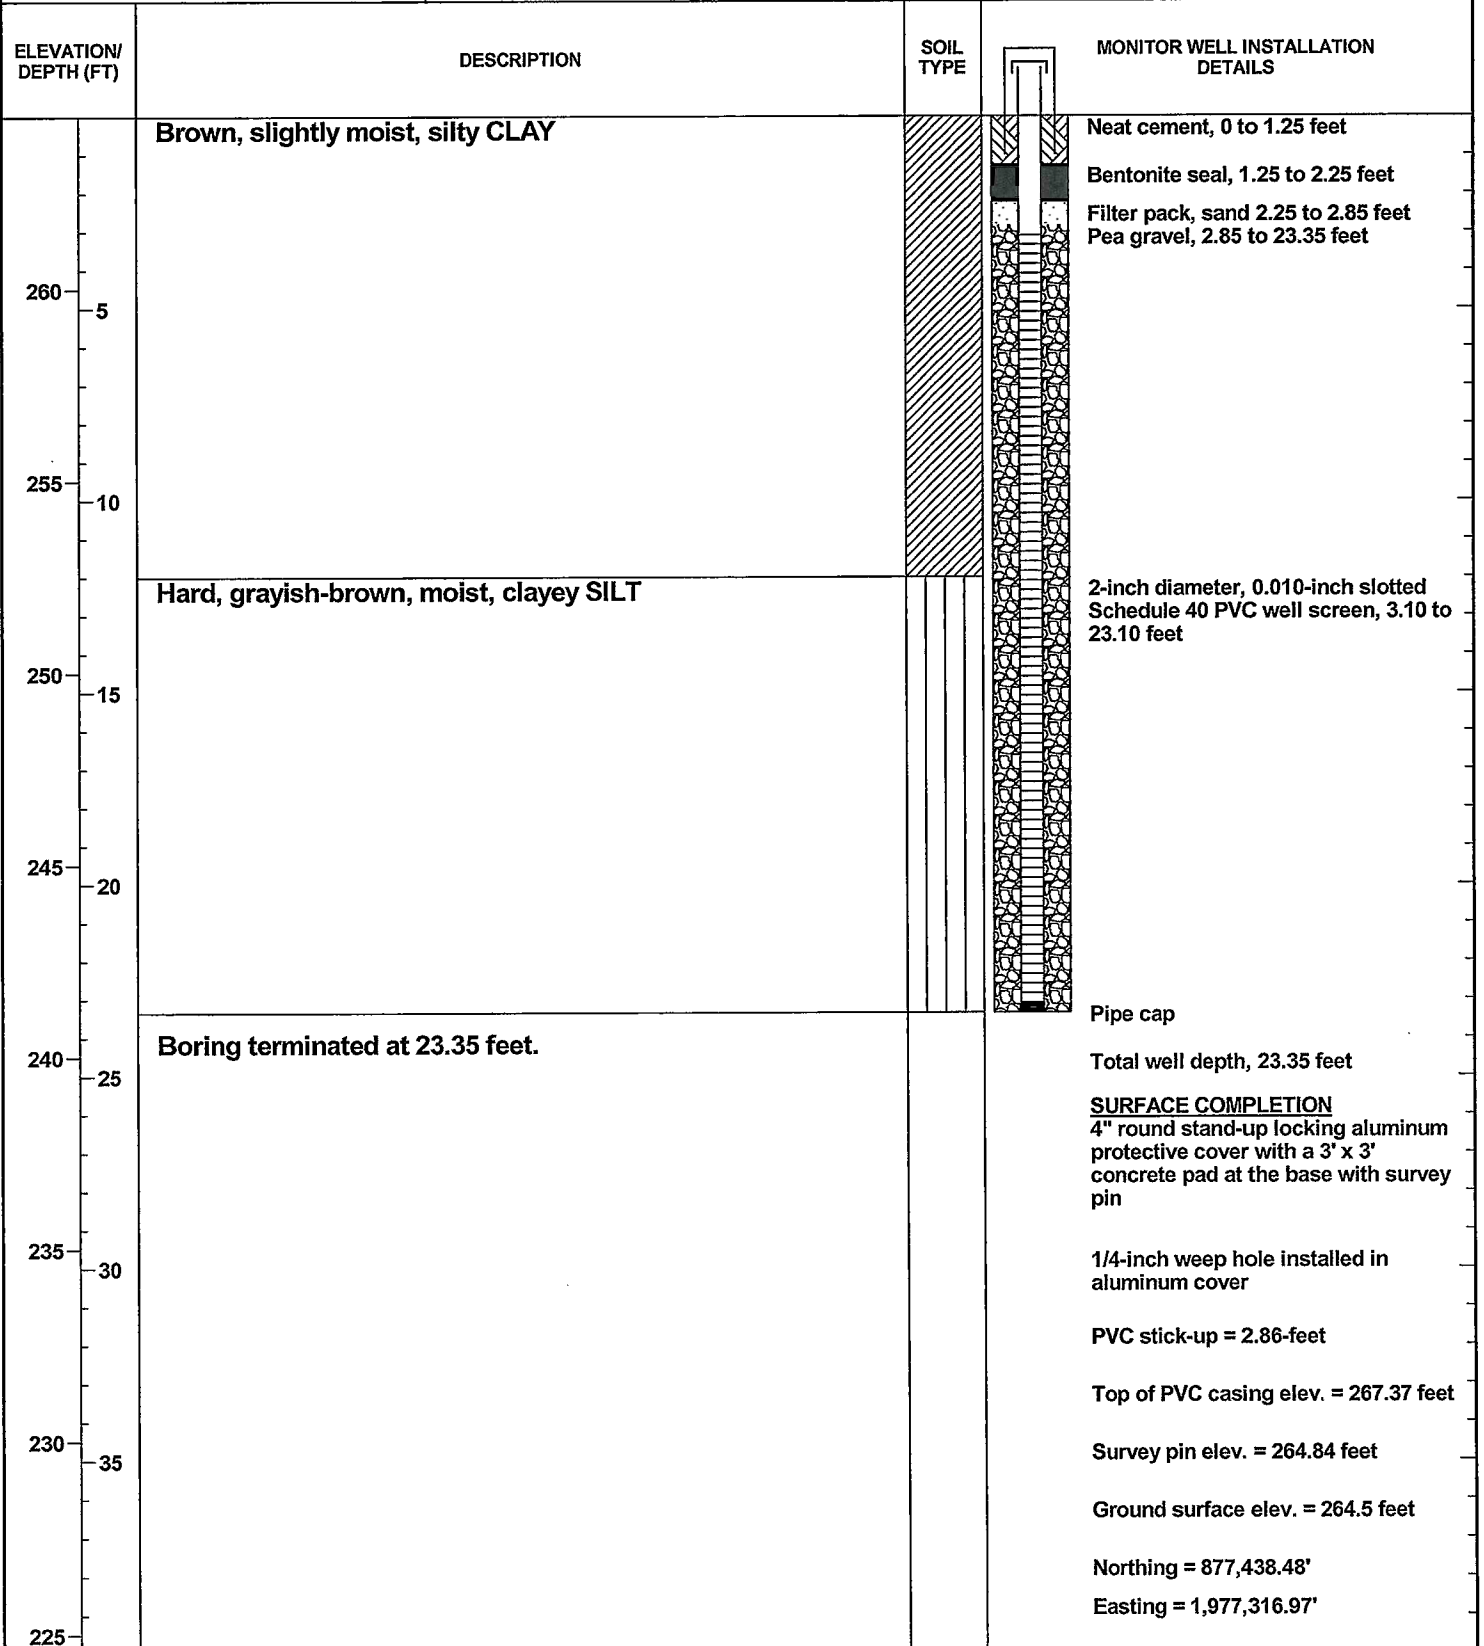 ELEVATION/
DEPTH (FT)
DESCRIPTION
SOIL
TYPE
MONITOR WELL INSTALLATION
DETAILS
Brown, slightly moist, silty CLAY
Neat cement, 0 to 1.25 feet
Bentonite seal, 1.25 to 2.25 feet
Filter pack, sand 2.25 to 2.85 feet
Pea gravel, 2.85 to 23.35 feet
260
5
255
10
Hard, grayish-brown, moist, clayey SILT
2-inch diameter, 0.010-inch slotted
Schedule 40 PVC well screen, 3.10 to
23.10 feet
250
15
245
20
Pipe cap
Boring terminated at 23.35 feet.
240
25
Total well depth, 23.35 feet
SURFACE COMPLETION
4" round stand-up locking aluminum
protective cover with a 3' x 3'
concrete pad at the base with survey
pin
235
30
1/4-inch weep hole installed in
aluminum cover
PVC stick-up = 2.86-feet
Top of PVC casing elev. = 267.37 feet
230
35
Survey pin elev. = 264.84 feet
Ground surface elev. = 264.5 feet
Northing = 877,438.48'
Easting = 1,977,316.97'
225